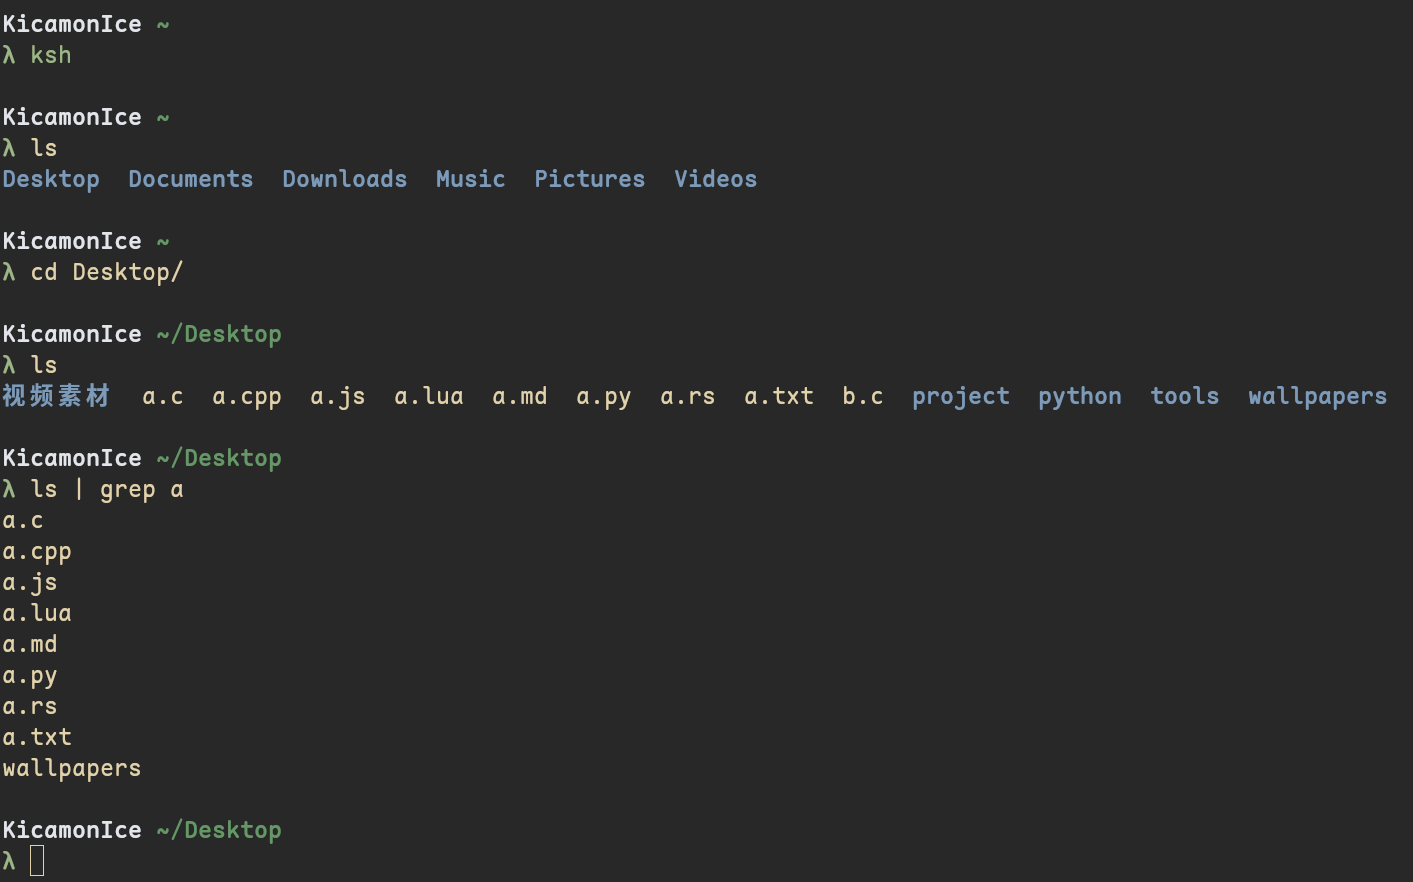 KicamonIce ~
λ ksh
KicamonIce ~
λ ls
Desktop  Documents  Downloads  Music  Pictures  Videos
KicamonIce ~
λ cd Desktop/
KicamonIce ~/Desktop
λ ls
视频素材  a.c  a.cpp  a.js  a.lua  a.md  a.py  a.rs  a.txt  b.c  project  python  tools  wallpapers
KicamonIce ~/Desktop
λ ls | grep a
a.c
a.cpp
a.js
a.lua
a.md
a.py
a.rs
a.txt
wallpapers
KicamonIce ~/Desktop
λ